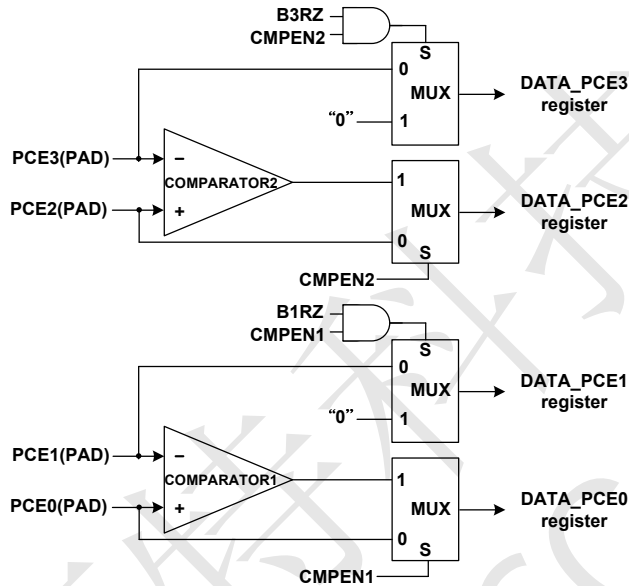 B3RZ
CMPEN2
S
0
MUX
DATA_PCE3
register
“0”
1
PCE3(PAD)
−
COMPARATOR2
1
MUX
DATA_PCE2
register
PCE2(PAD)
+
0
S
CMPEN2
B1RZ
CMPEN1
S
0
MUX
DATA_PCE1
register
“0”
1
PCE1(PAD)
−
COMPARATOR1
1
MUX
DATA_PCE0
register
PCE0(PAD)
+
0
S
CMPEN1